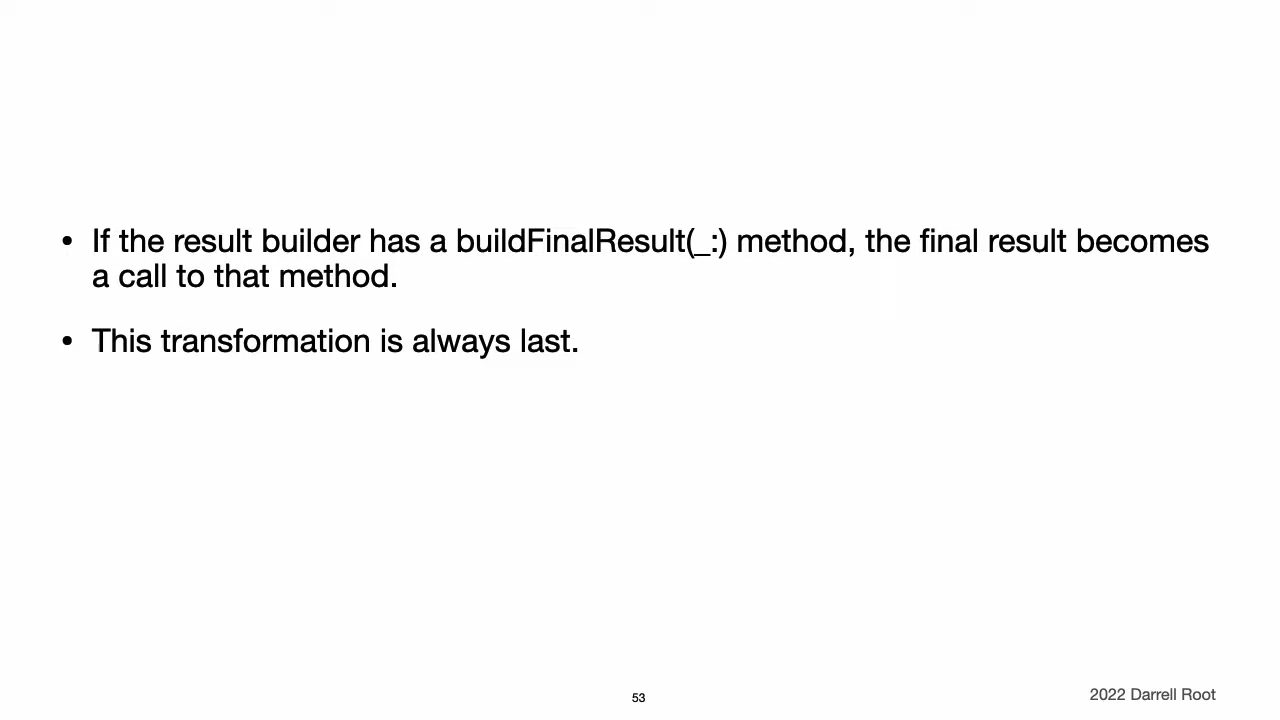 • If the result builder has a buildFinalResult(_:) method, the final result becomes
a call to that method.
• This transformation is always last.
53
2022 Darrell Root